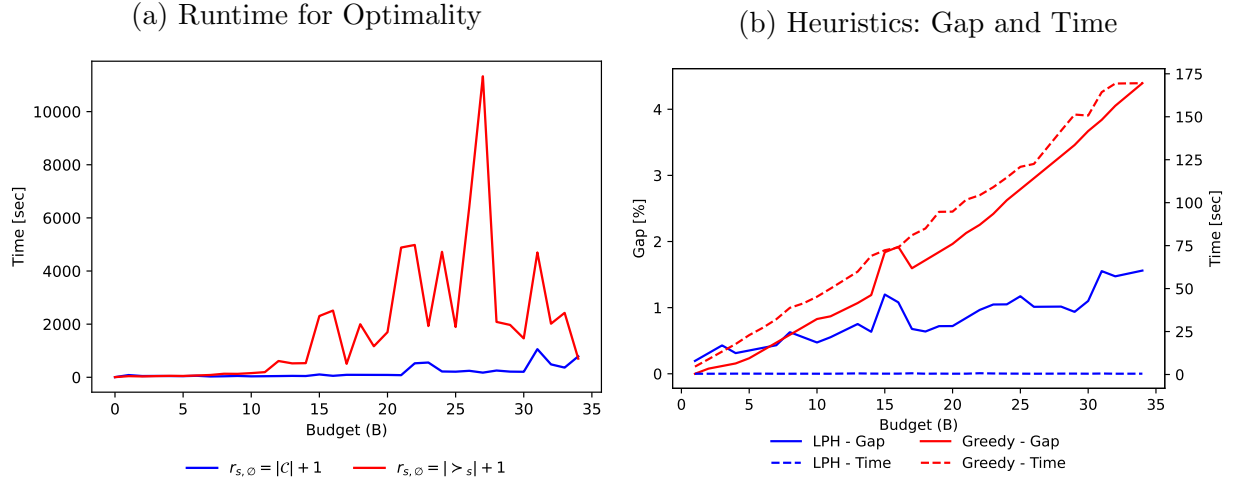 (a) Runtime for Optimality
10000
8000
6000
4000
2000
0
Time [sec]
0 5 10 15 20 25 30 35
Budget (B)
r_{s,∅} = |𝒞| + 1
r_{s,∅} = |≻_s| + 1
(b) Heuristics: Gap and Time
4
3
2
1
0
Gap [%]
175
150
125
100
75
50
25
0
Time [sec]
0 5 10 15 20 25 30 35
Budget (B)
LPH - Gap
LPH - Time
Greedy - Gap
Greedy - Time